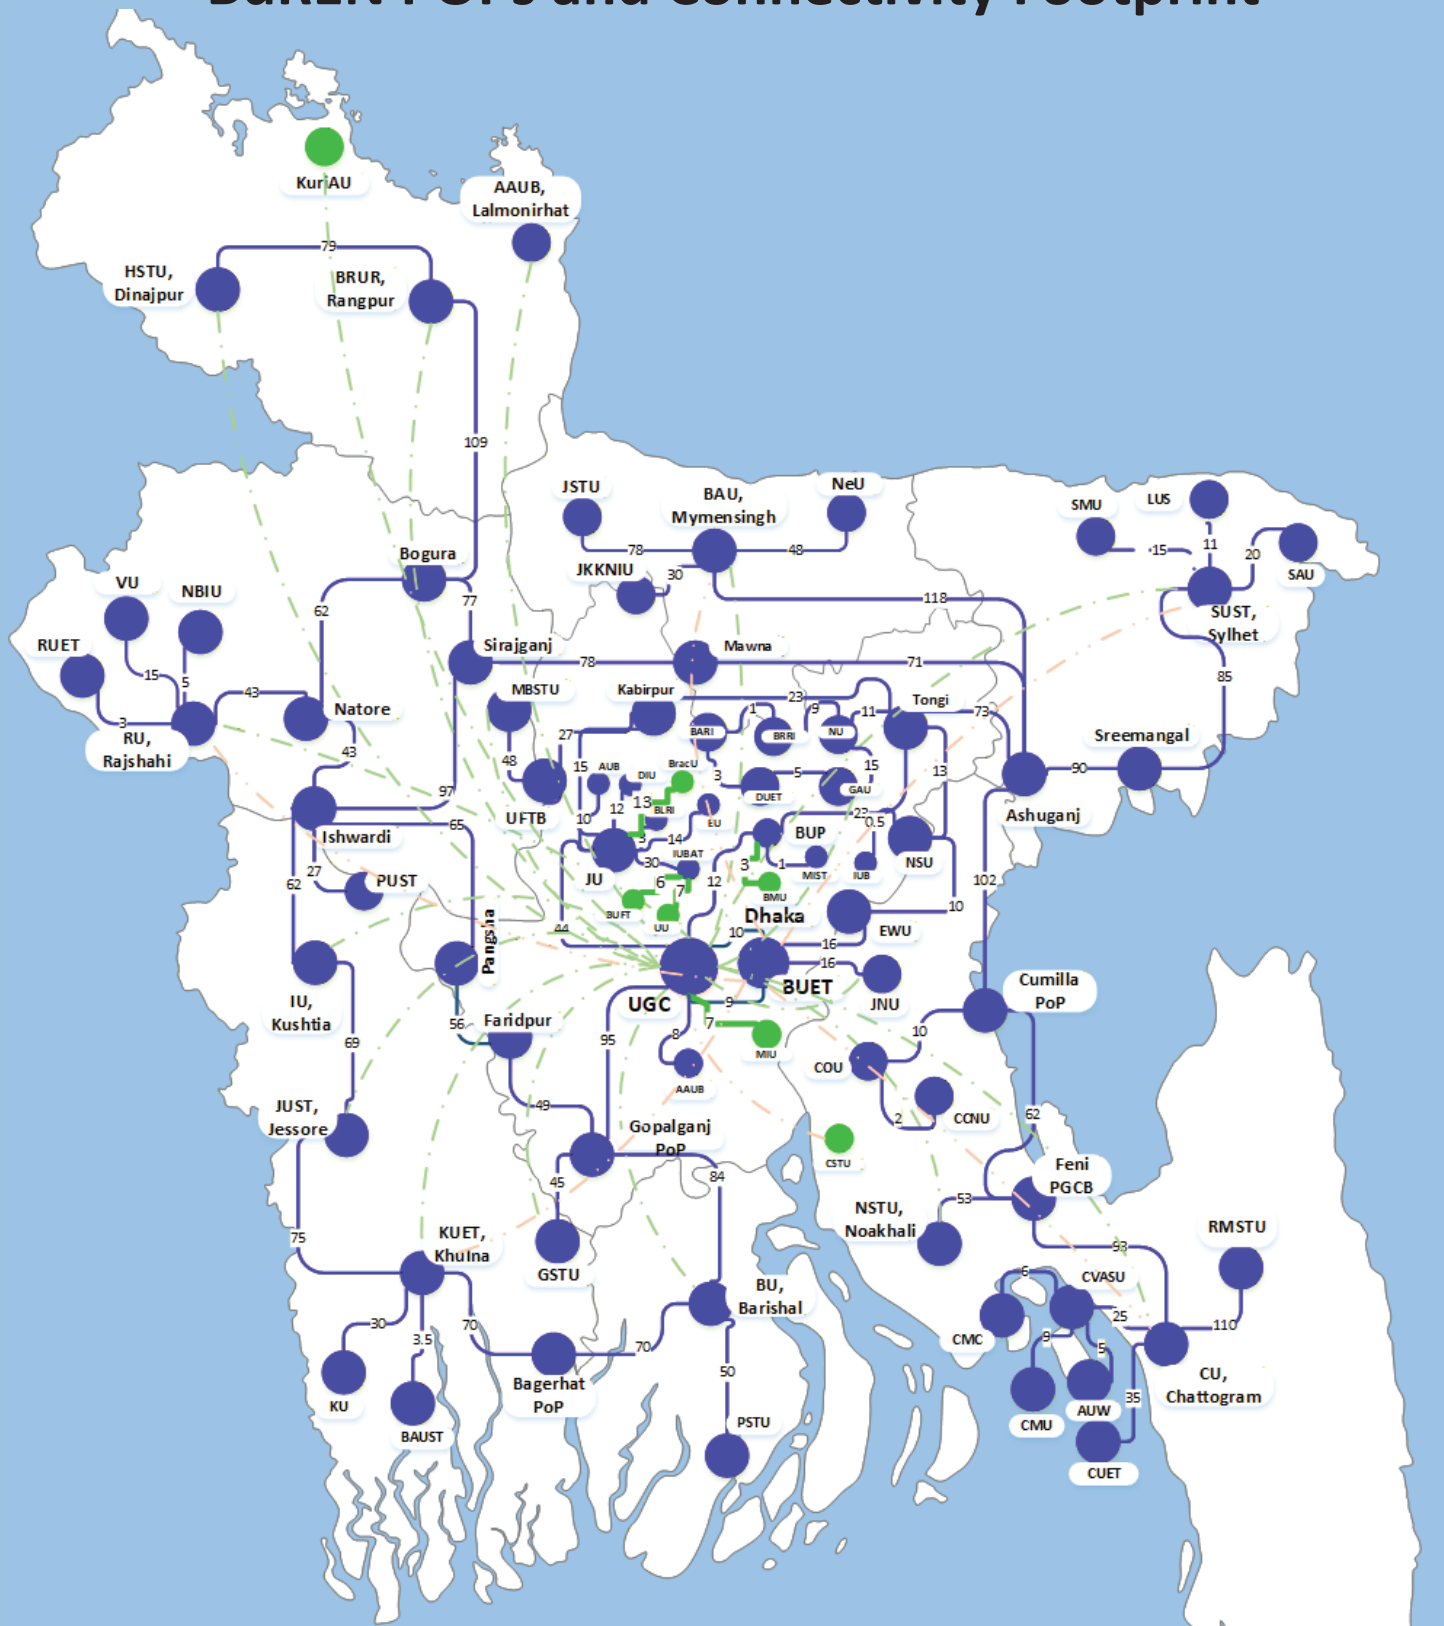 BdREN POPs and Connectivity Footprint
KuriAU
AAUB,
Lalmonirhat
79
HSTU,
Dinajpur
BRUR,
Rangpur
109
JSTU
BAU,
Mymensingh
NeU
SMU
LUS
78
48
15
11
20
SAU
Bogura
JKKNIU
30
77
118
62
VU
NBIU
SUST,
Sylhet
RUET
Sirajganj
78
Mawna
71
85
15
5
43
MBSTU
Kabirpur
23
Tongi
3
RU,
Rajshahi
Natore
1
9
11
73
Sreemangal
43
27
BARI
BRRI
NU
48
15
AUB
DIU
BracU
3
5
15
13
90
97
DUET
GAU
UFTB
10
12
13
BLRI
EU
23
0.5
Ashuganj
65
Ishwardi
3
14
BUP
NSU
27
JU
30
IUBAT
3
1
MIST
IUB
62
PUST
6
7
12
BMU
102
BUFT
UU
Dhaka
10
Pangsha
44
10
EWU
16
16
UGC
BUET
JNU
Cumilla
PoP
IU,
Kushtia
9
56
Faridpur
7
10
69
95
8
MIU
COU
AAUB
JUST,
Jessore
49
Gopalganj
PoP
2
CCNU
62
CSTU
45
84
Feni
PGCB
53
NSTU,
Noakhali
75
KUET,
Khulna
RMSTU
93
GSTU
BU,
Barishal
6
CVASU
30
3.5
70
70
CMC
25
110
9
5
Bagerhat
PoP
50
CU,
Chattogram
KU
35
BAUST
PSTU
CMU
AUW
CUET